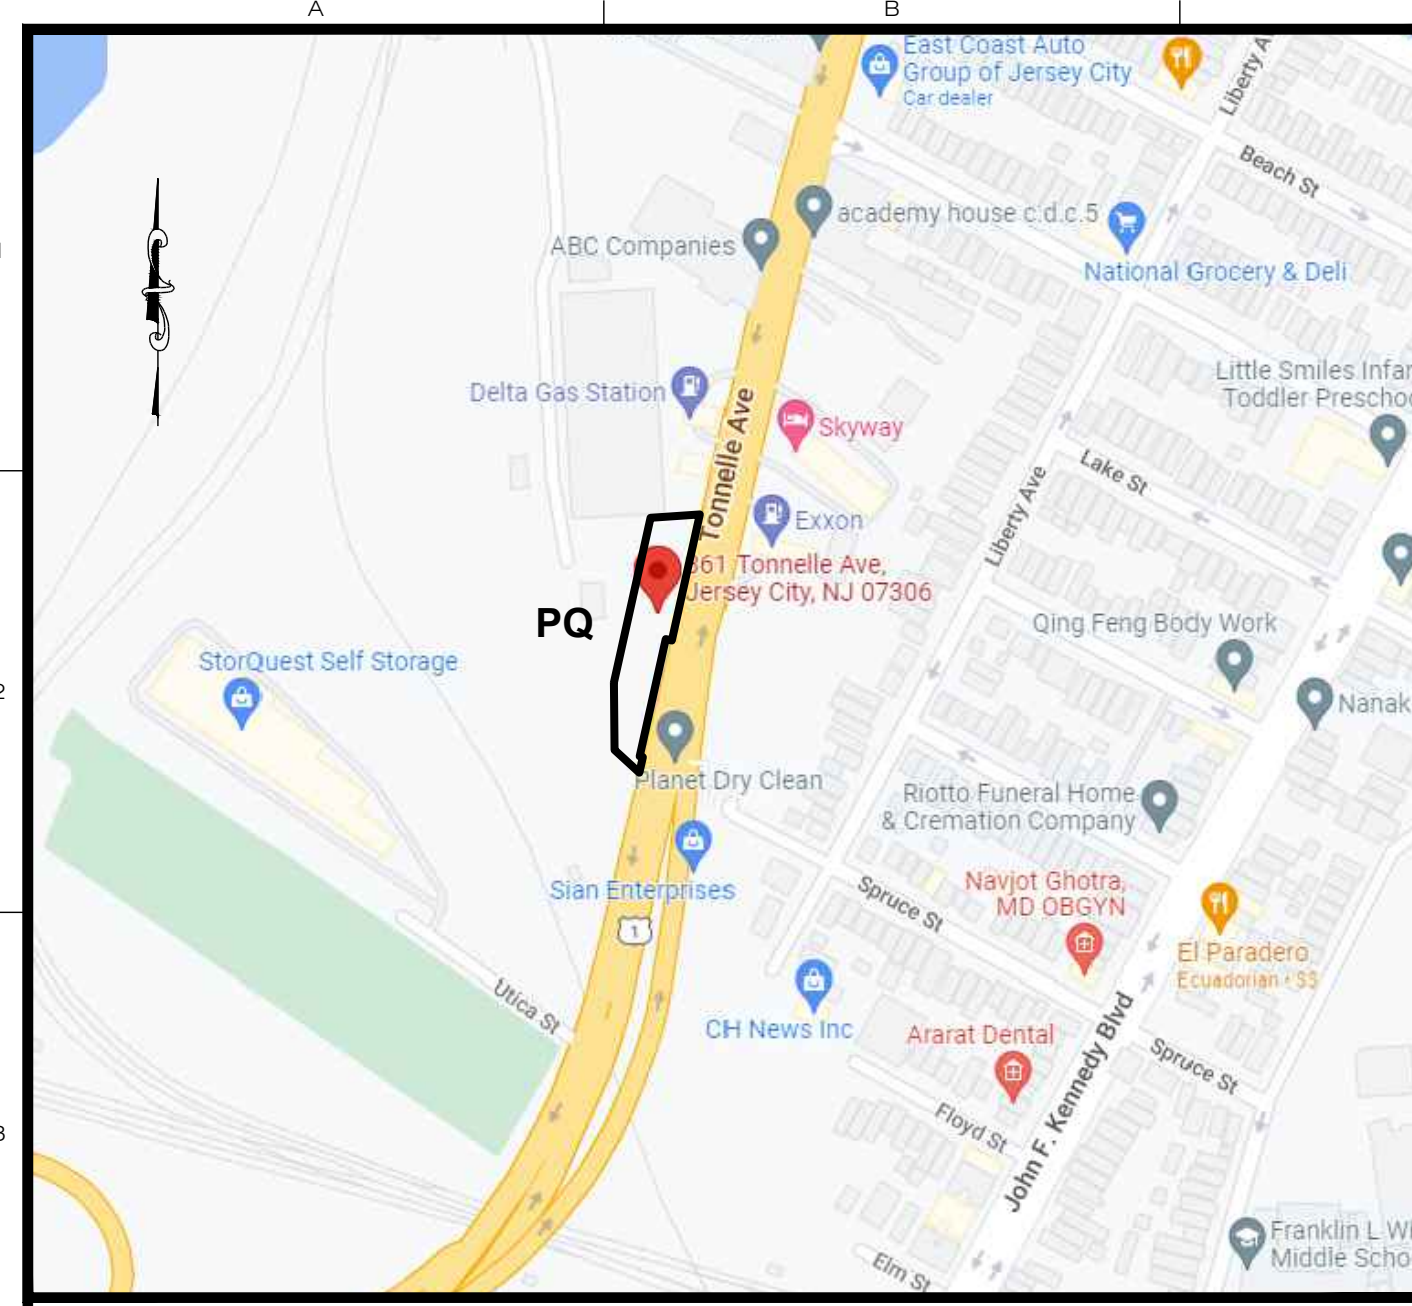 A
B
East Coast Auto
Group of Jersey City
Car dealer
Liberty A
Beach St
academy house c.d.c.5
ABC Companies
National Grocery & Deli
Little Smiles Infar
Toddler Preschoo
Delta Gas Station
Tonnelle Ave
Skyway
Lake St
Liberty Ave
Exxon
361 Tonnelle Ave,
Jersey City, NJ 07306
PQ
Qing Feng Body Work
StorQuest Self Storage
2
Nanak
Planet Dry Clean
Riotto Funeral Home
& Cremation Company
Sian Enterprises
Spruce St
Navjot Ghotra,
MD OBGYN
1
El Paradero
Ecuadorian • $$
Utica St
CH News Inc
Ararat Dental
John F. Kennedy Blvd
Spruce St
Floyd St
3
Franklin L Wi
Middle Scho
Elm St